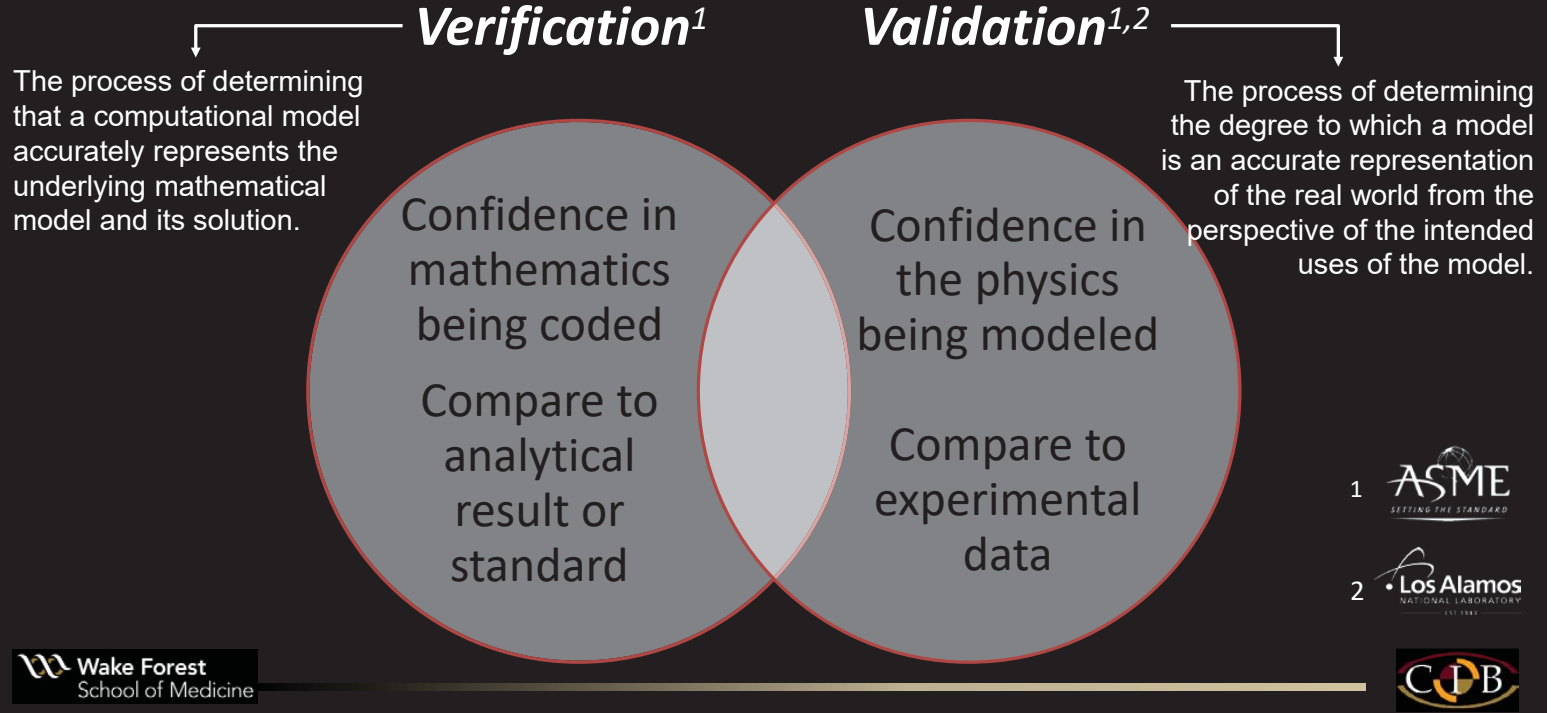 Verification1
Validation1,2
The process of determining
that a computational model
accurately represents the
underlying mathematical
model and its solution.
The process of determining
the degree to which a model
is an accurate representation
of the real world from the
perspective of the intended
uses of the model.
Confidence in
mathematics
being coded
Compare to
analytical
result or
standard
Confidence in
the physics
being modeled
Compare to
experimental
data
1
ASME
SETTING THE STANDARD
2
Los Alamos
NATIONAL LABORATORY
EST.1943
Wake Forest
School of Medicine
CIB